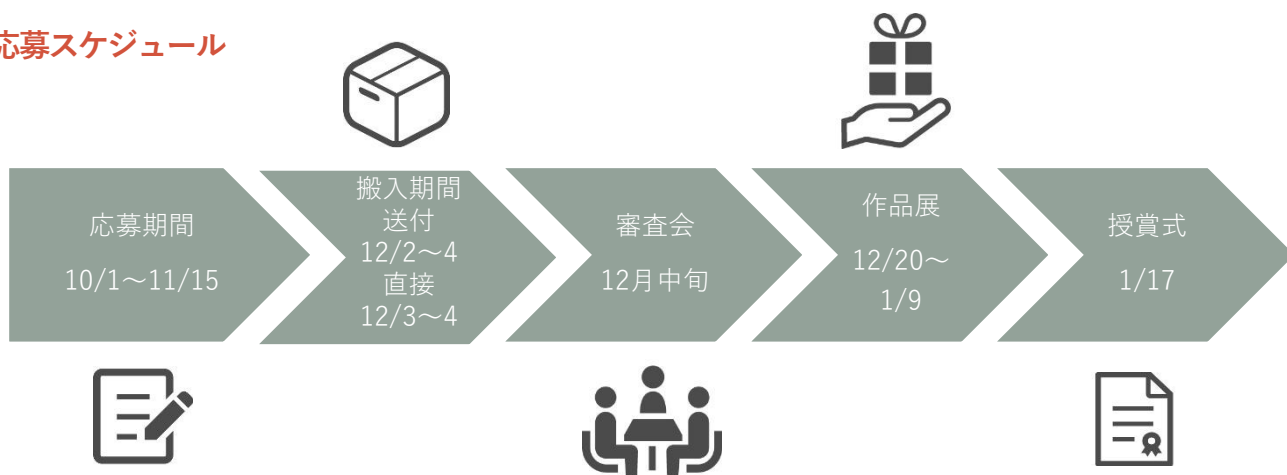 応募スケジュール
応募期間
10/1～11/15
搬入期間
送付
12/2～4
直接
12/3～4
審査会
12月中旬
作品展
12/20～
1/9
授賞式
1/17